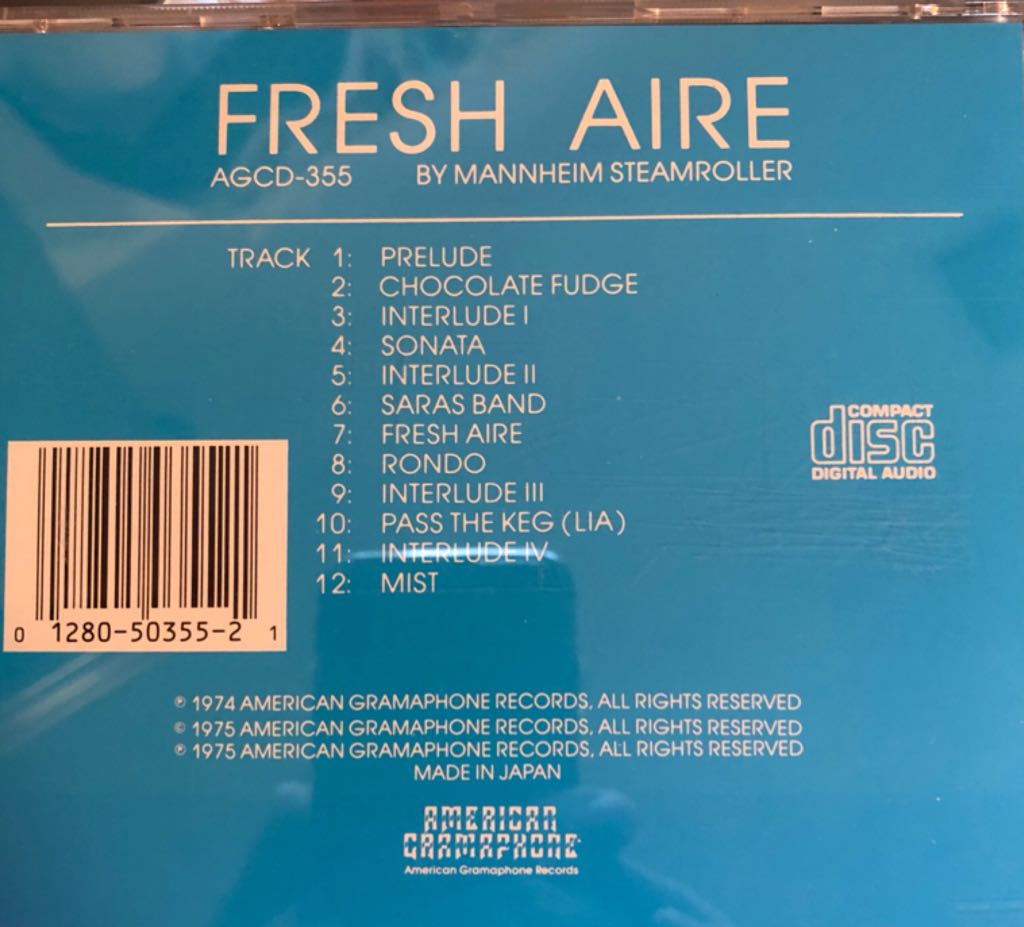 FRESH AIRE
AGCD-355 BY MANNHEIM STEAMROLLER
TRACK 1: PRELUDE
2: CHOCOLATE FUDGE
3: INTERLUDE I
4: SONATA
5: INTERLUDE II
6: SARAS BAND
7: FRESH AIRE
8: RONDO
9: INTERLUDE III
10: PASS THE KEG (LIA)
11: INTERLUDE IV
12: MIST
COMPACT
disc
DIGITAL AUDIO
0 1280-50355-2 1
℗ 1974 AMERICAN GRAMAPHONE RECORDS, ALL RIGHTS RESERVED
© 1975 AMERICAN GRAMAPHONE RECORDS, ALL RIGHTS RESERVED
℗ 1975 AMERICAN GRAMAPHONE RECORDS, ALL RIGHTS RESERVED
MADE IN JAPAN
AMERICAN
GRAMAPHONE
American Gramophone Records